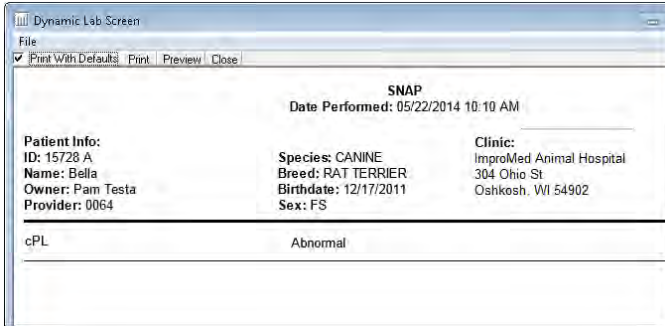 Dynamic Lab Screen
File
Print With Defaults Print Preview Close
SNAP
Date Performed: 05/22/2014 10:10 AM
Patient Info:
ID: 15728 A
Name: Bella
Owner: Pam Testa
Provider: 0064
Species: CANINE
Breed: RAT TERRIER
Birthdate: 12/17/2011
Sex: FS
Clinic:
ImproMed Animal Hospital
304 Ohio St
Oshkosh, WI 54902
cPL Abnormal